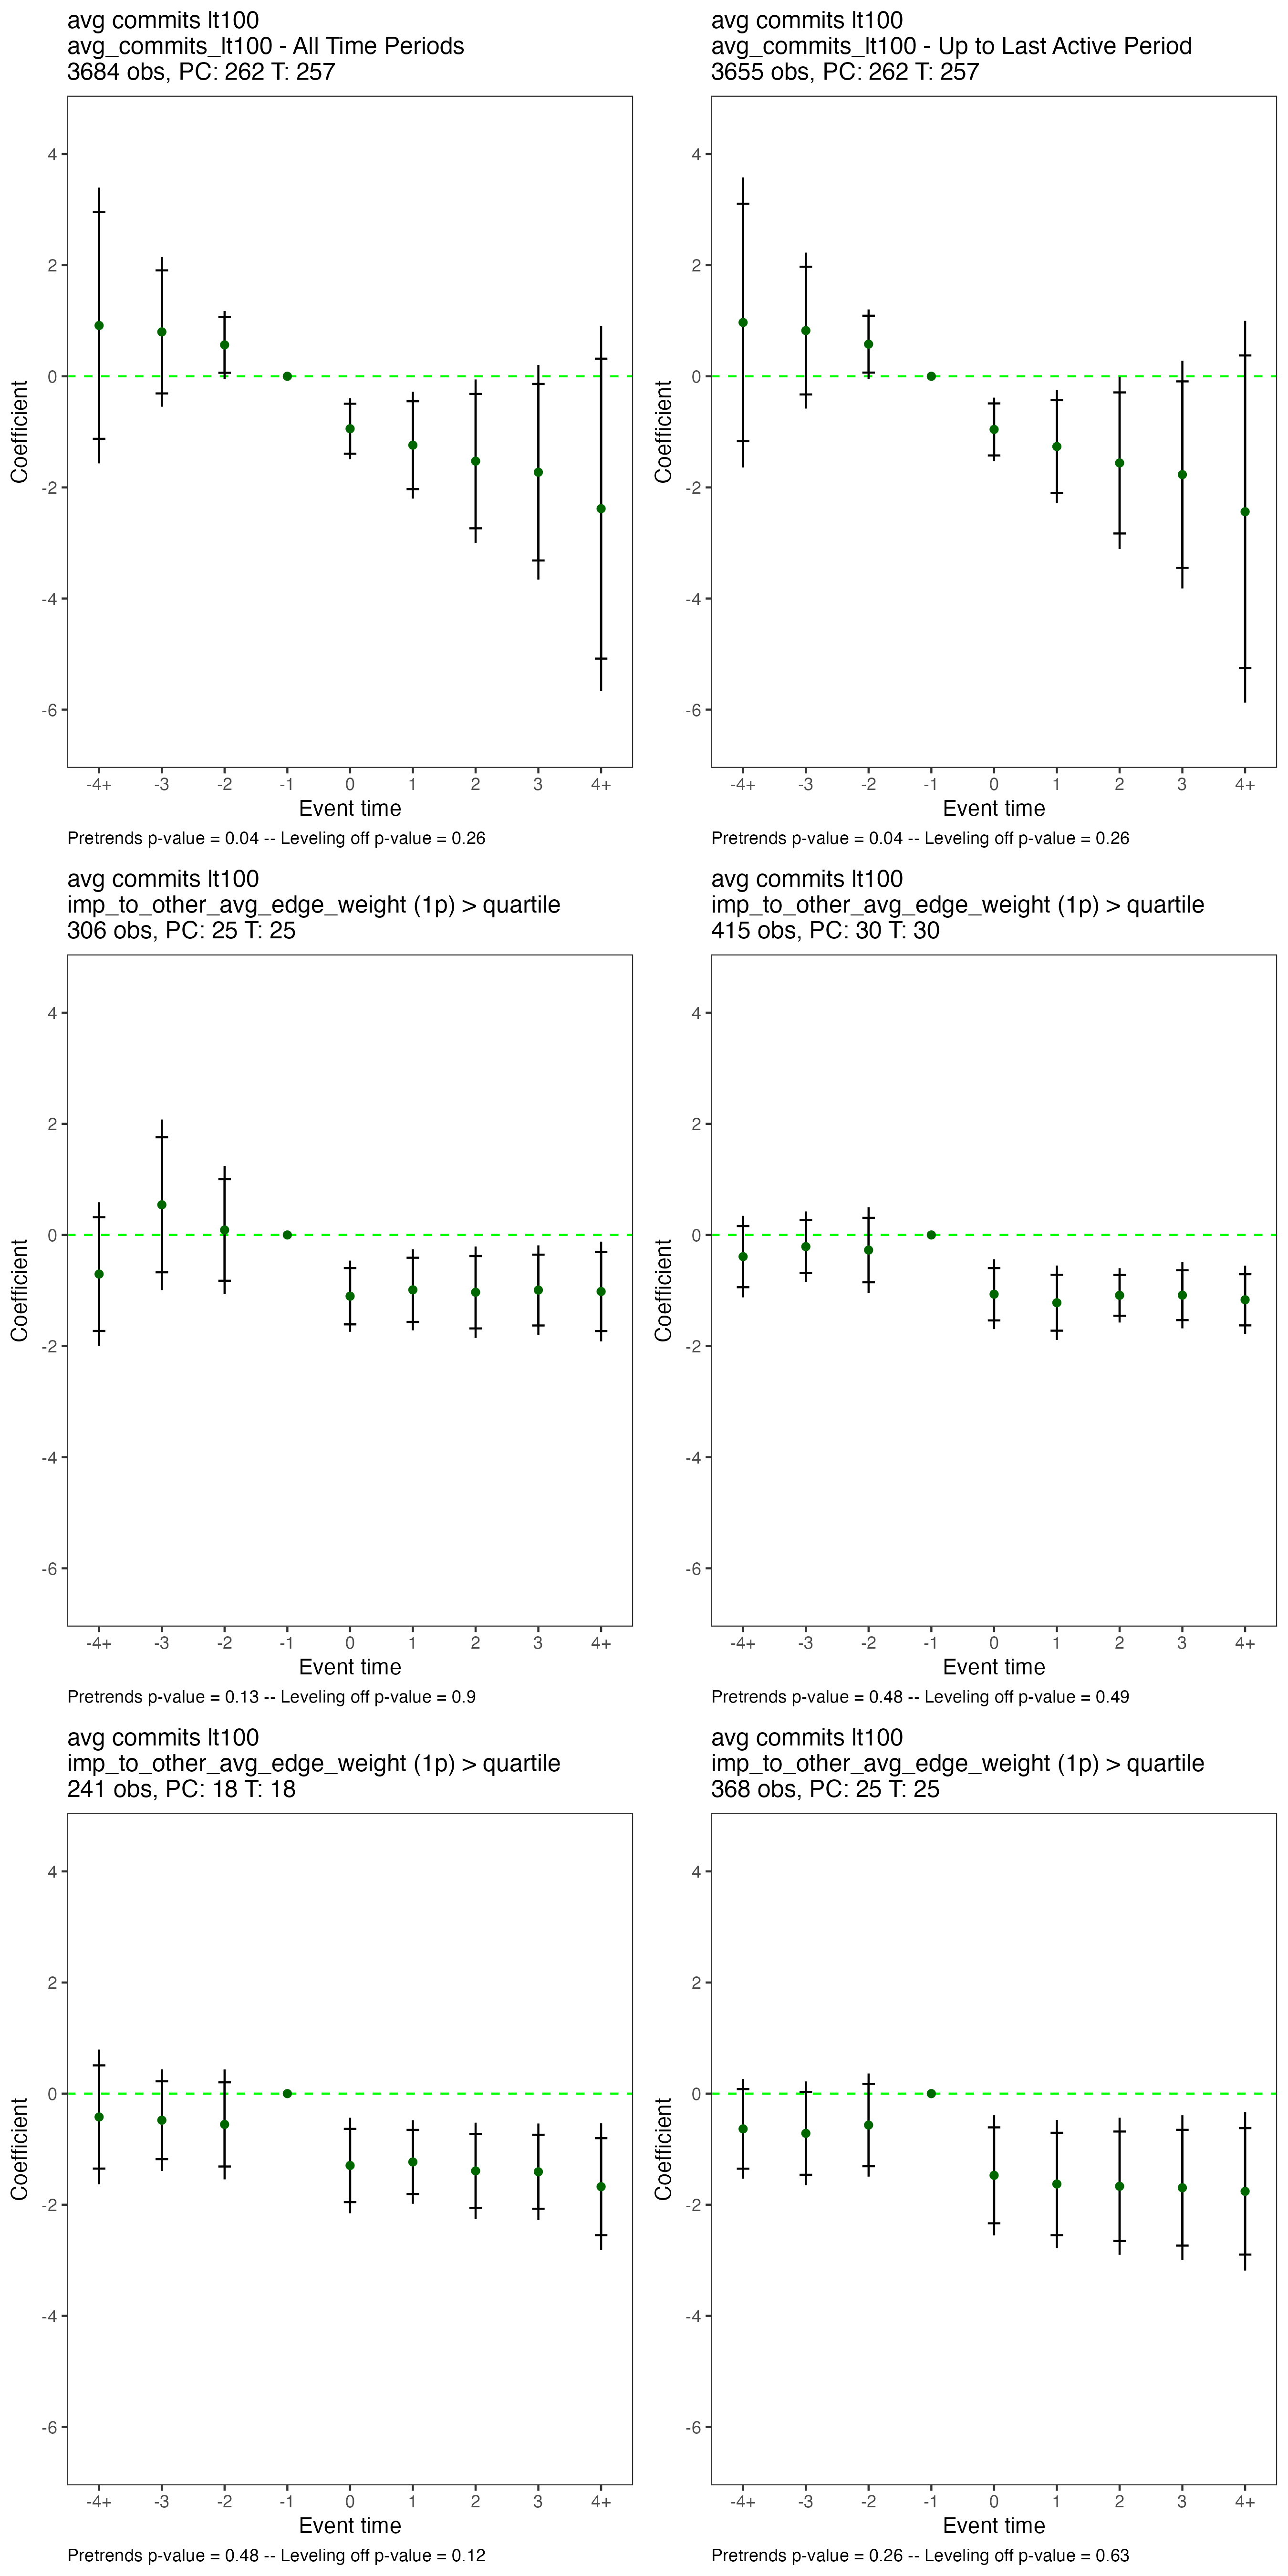 avg commits lt100
avg_commits_lt100 - All Time Periods
3684 obs, PC: 262 T: 257
4
2
0
-2
-4
-6
Coefficient
-4+ -3 -2 -1 0 1 2 3 4+
Event time
Pretrends p-value = 0.04 -- Leveling off p-value = 0.26
avg commits lt100
avg_commits_lt100 - Up to Last Active Period
3655 obs, PC: 262 T: 257
4
2
0
-2
-4
-6
Coefficient
-4+ -3 -2 -1 0 1 2 3 4+
Event time
Pretrends p-value = 0.04 -- Leveling off p-value = 0.26
avg commits lt100
imp_to_other_avg_edge_weight (1p) > quartile
306 obs, PC: 25 T: 25
4
2
0
-2
-4
-6
Coefficient
-4+ -3 -2 -1 0 1 2 3 4+
Event time
Pretrends p-value = 0.13 -- Leveling off p-value = 0.9
avg commits lt100
imp_to_other_avg_edge_weight (1p) > quartile
415 obs, PC: 30 T: 30
4
2
0
-2
-4
-6
Coefficient
-4+ -3 -2 -1 0 1 2 3 4+
Event time
Pretrends p-value = 0.48 -- Leveling off p-value = 0.49
avg commits lt100
imp_to_other_avg_edge_weight (1p) > quartile
241 obs, PC: 18 T: 18
4
2
0
-2
-4
-6
Coefficient
-4+ -3 -2 -1 0 1 2 3 4+
Event time
Pretrends p-value = 0.48 -- Leveling off p-value = 0.12
avg commits lt100
imp_to_other_avg_edge_weight (1p) > quartile
368 obs, PC: 25 T: 25
4
2
0
-2
-4
-6
Coefficient
-4+ -3 -2 -1 0 1 2 3 4+
Event time
Pretrends p-value = 0.26 -- Leveling off p-value = 0.63